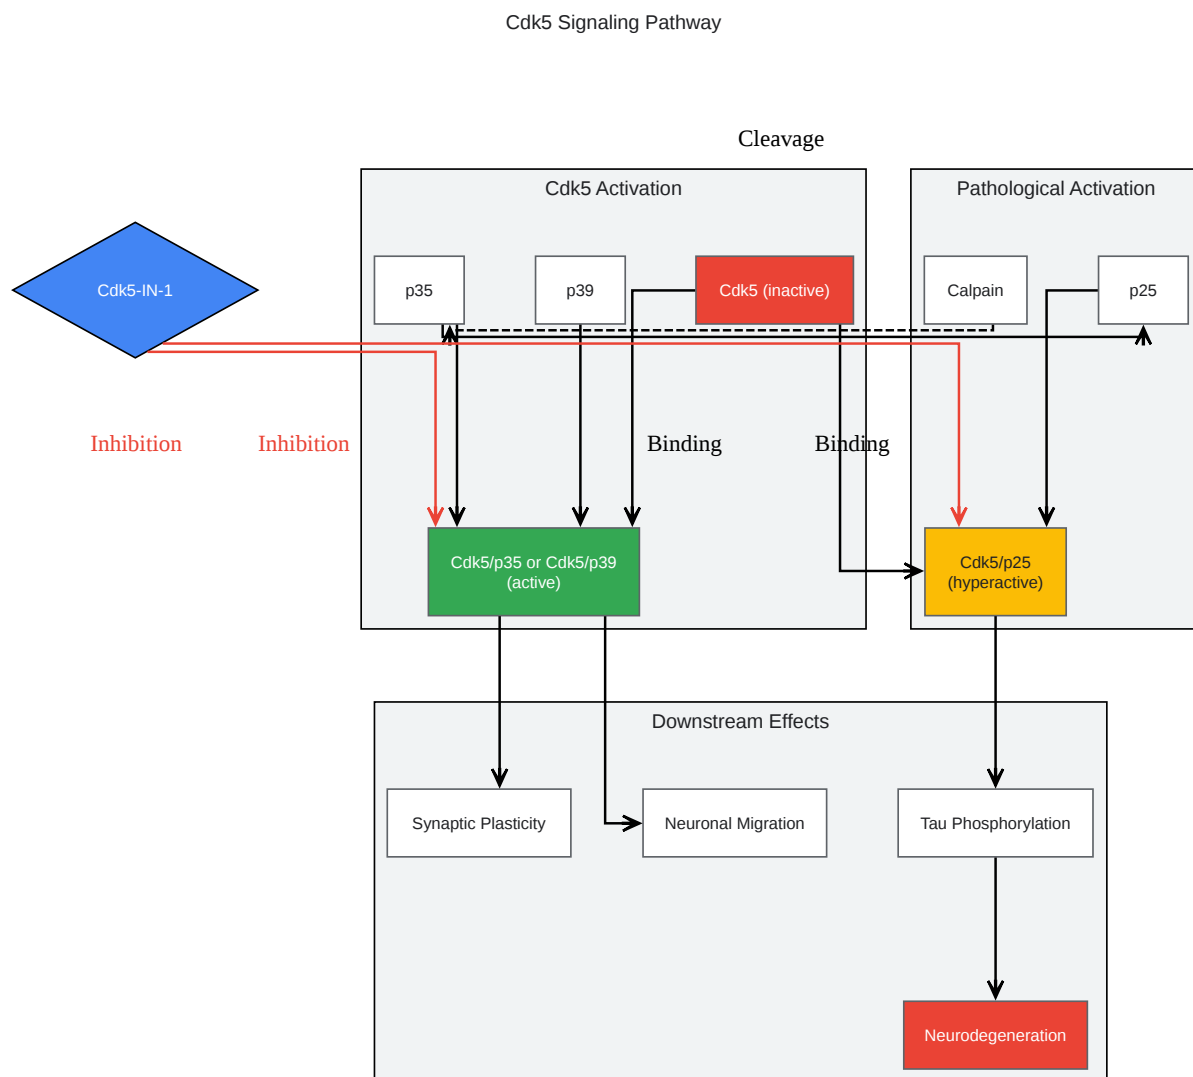 Cdk5 Signaling Pathway
Cleavage
Cdk5 Activation
Pathological Activation
Cdk5-IN-1
p35
p39
Cdk5 (inactive)
Calpain
p25
Inhibition
Inhibition
Binding
Binding
Cdk5/p35 or Cdk5/p39
(active)
Cdk5/p25
(hyperactive)
Downstream Effects
Synaptic Plasticity
Neuronal Migration
Tau Phosphorylation
Neurodegeneration